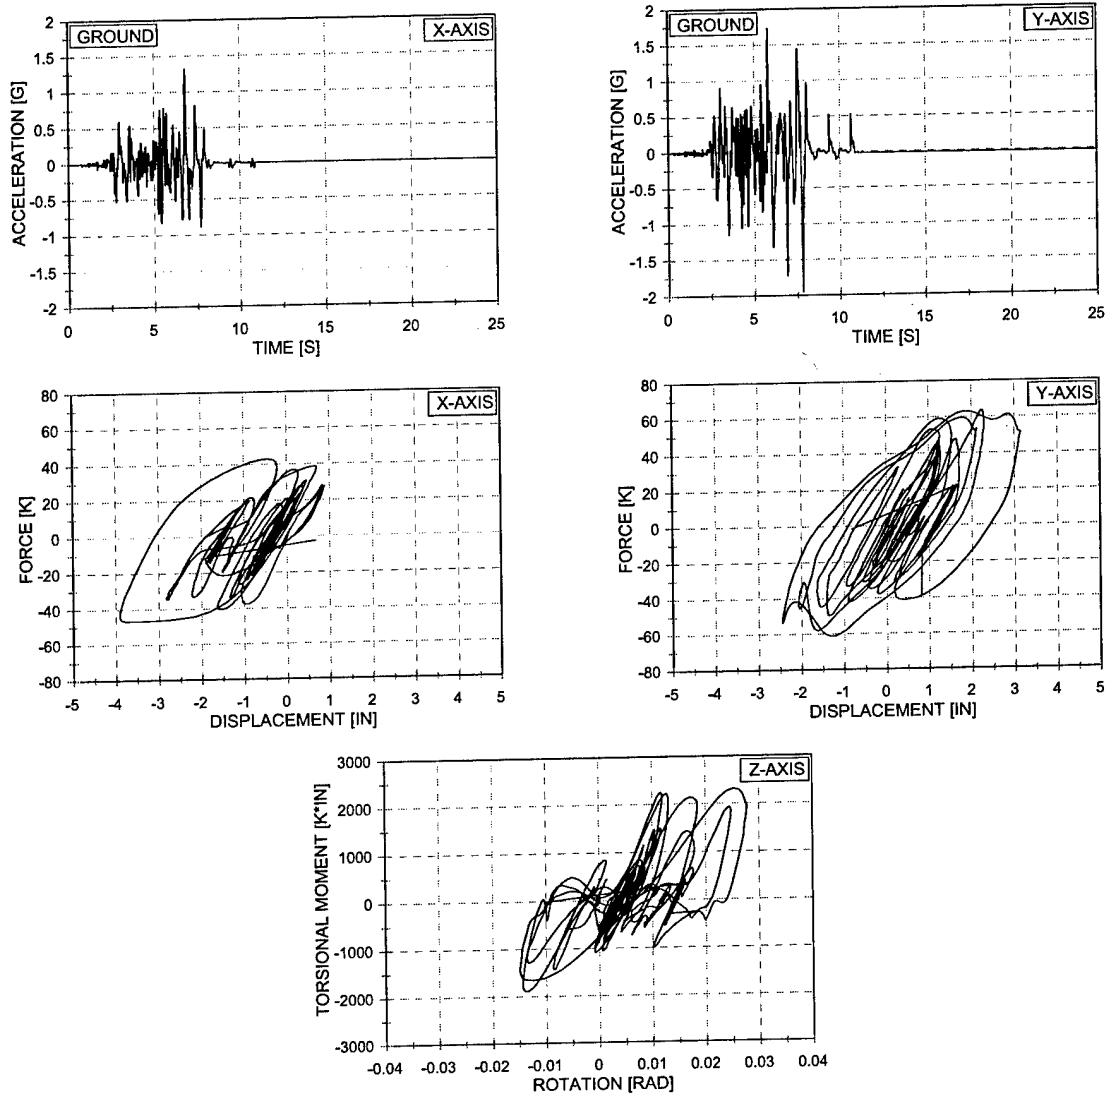 GROUND X-AXIS
2
1.5
1
0.5
0
-0.5
-1
-1.5
-2
ACCELERATION [G]
0 5 10 15 20 25
TIME [S]
GROUND Y-AXIS
2
1.5
1
0.5
0
-0.5
-1
-1.5
-2
ACCELERATION [G]
0 5 10 15 20 25
TIME [S]
X-AXIS
80
60
40
20
0
-20
-40
-60
-80
FORCE [K]
-5 -4 -3 -2 -1 0 1 2 3 4 5
DISPLACEMENT [IN]
Y-AXIS
80
60
40
20
0
-20
-40
-60
-80
FORCE [K]
-5 -4 -3 -2 -1 0 1 2 3 4 5
DISPLACEMENT [IN]
Z-AXIS
3000
2000
1000
0
-1000
-2000
-3000
TORSIONAL MOMENT [K*IN]
-0.04 -0.03 -0.02 -0.01 0 0.01 0.02 0.03 0.04
ROTATION [RAD]